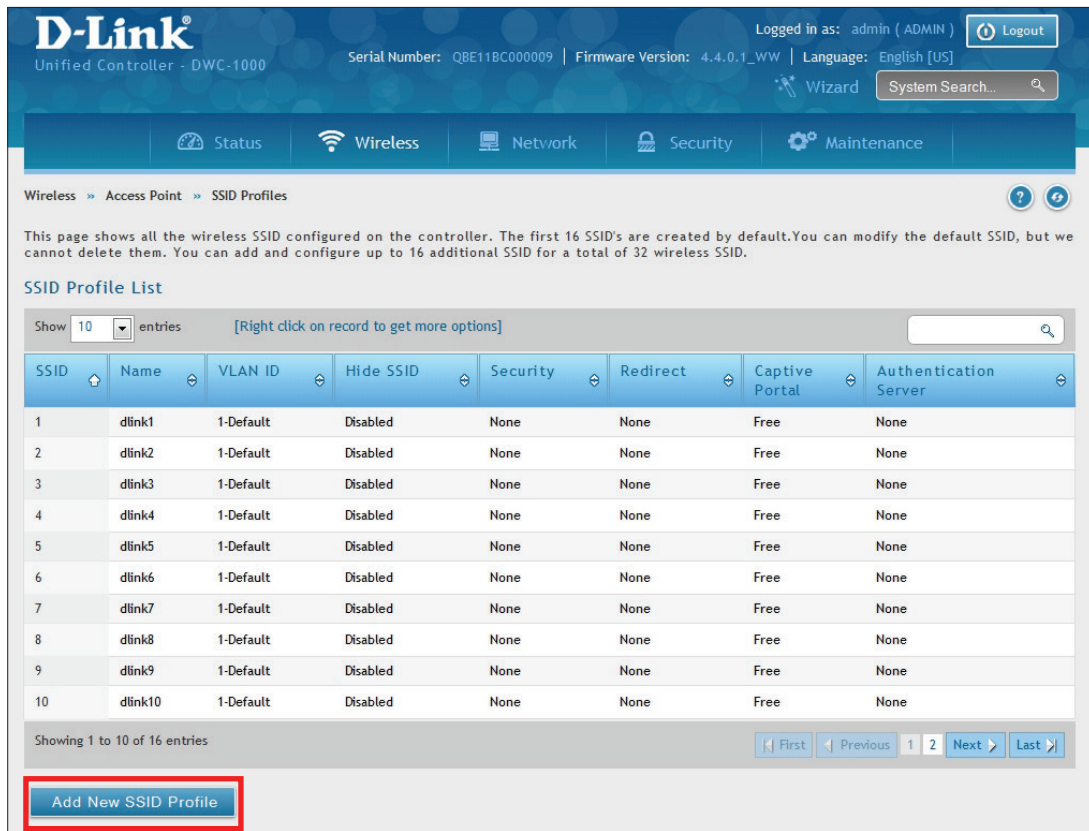 D-Link®
Unified Controller - DWC-1000
Logged in as: admin ( ADMIN ) Logout
Serial Number: QBE11BC000009 | Firmware Version: 4.4.0.1_WW | Language: English [US]
Wizard System Search...
Status Wireless Network Security Maintenance
Wireless » Access Point » SSID Profiles ?
This page shows all the wireless SSID configured on the controller. The first 16 SSID's are created by default.You can modify the default SSID, but we
cannot delete them. You can add and configure up to 16 additional SSID for a total of 32 wireless SSID.
SSID Profile List
Show 10 entries [Right click on record to get more options]
SSID Name VLAN ID Hide SSID Security Redirect Captive Portal Authentication Server
1 dlink1 1-Default Disabled None None Free None
2 dlink2 1-Default Disabled None None Free None
3 dlink3 1-Default Disabled None None Free None
4 dlink4 1-Default Disabled None None Free None
5 dlink5 1-Default Disabled None None Free None
6 dlink6 1-Default Disabled None None Free None
7 dlink7 1-Default Disabled None None Free None
8 dlink8 1-Default Disabled None None Free None
9 dlink9 1-Default Disabled None None Free None
10 dlink10 1-Default Disabled None None Free None
Showing 1 to 10 of 16 entries First Previous 1 2 Next Last
Add New SSID Profile